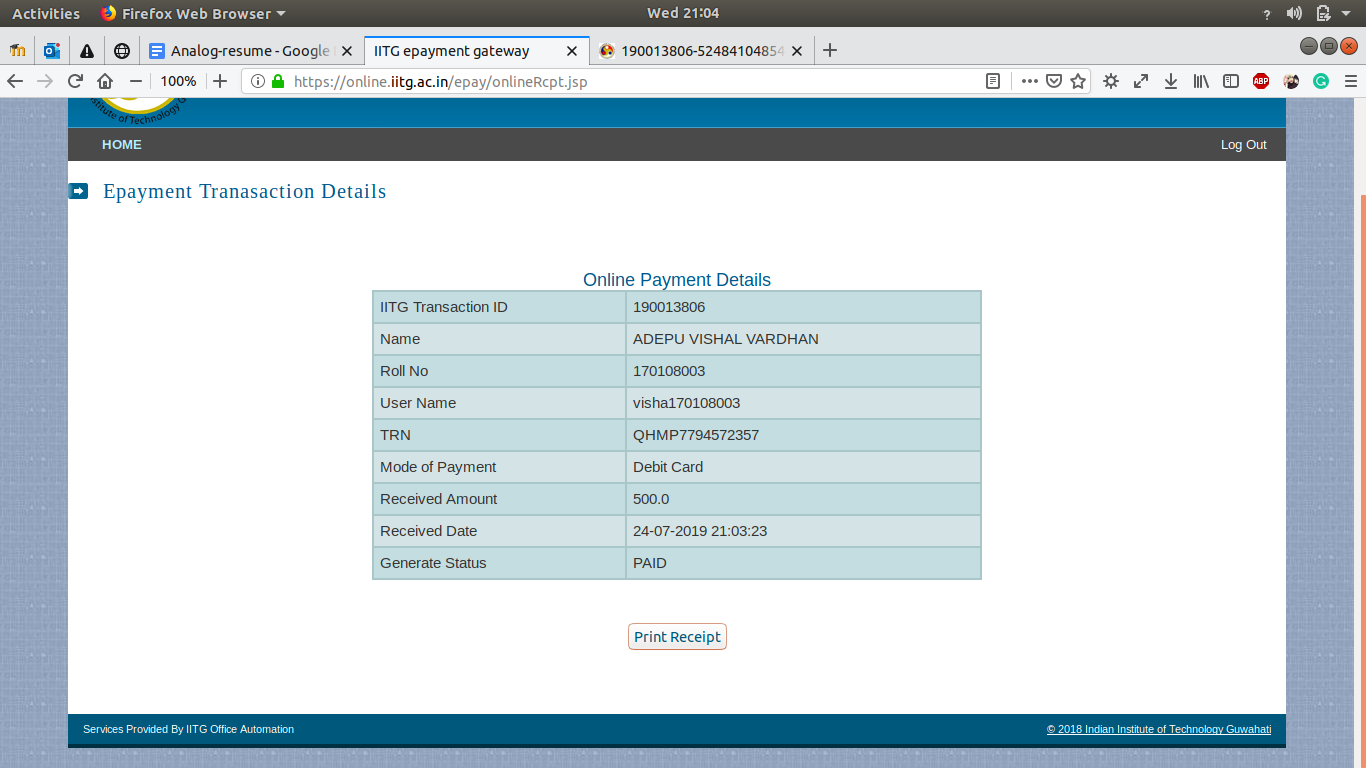 Activities Firefox Web Browser Wed 21:04 ?
Analog-resume - Google IITG epayment gateway 190013806-52484104854
100% https://online.iitg.ac.in/epay/onlineRcpt.jsp ABP
Institute of Technology G
HOME Log Out
Epayment Tranasaction Details
Online Payment Details
IITG Transaction ID 190013806
Name ADEPU VISHAL VARDHAN
Roll No 170108003
User Name visha170108003
TRN QHMP7794572357
Mode of Payment Debit Card
Received Amount 500.0
Received Date 24-07-2019 21:03:23
Generate Status PAID
Print Receipt
Services Provided By IITG Office Automation © 2018 Indian Institute of Technology Guwahati